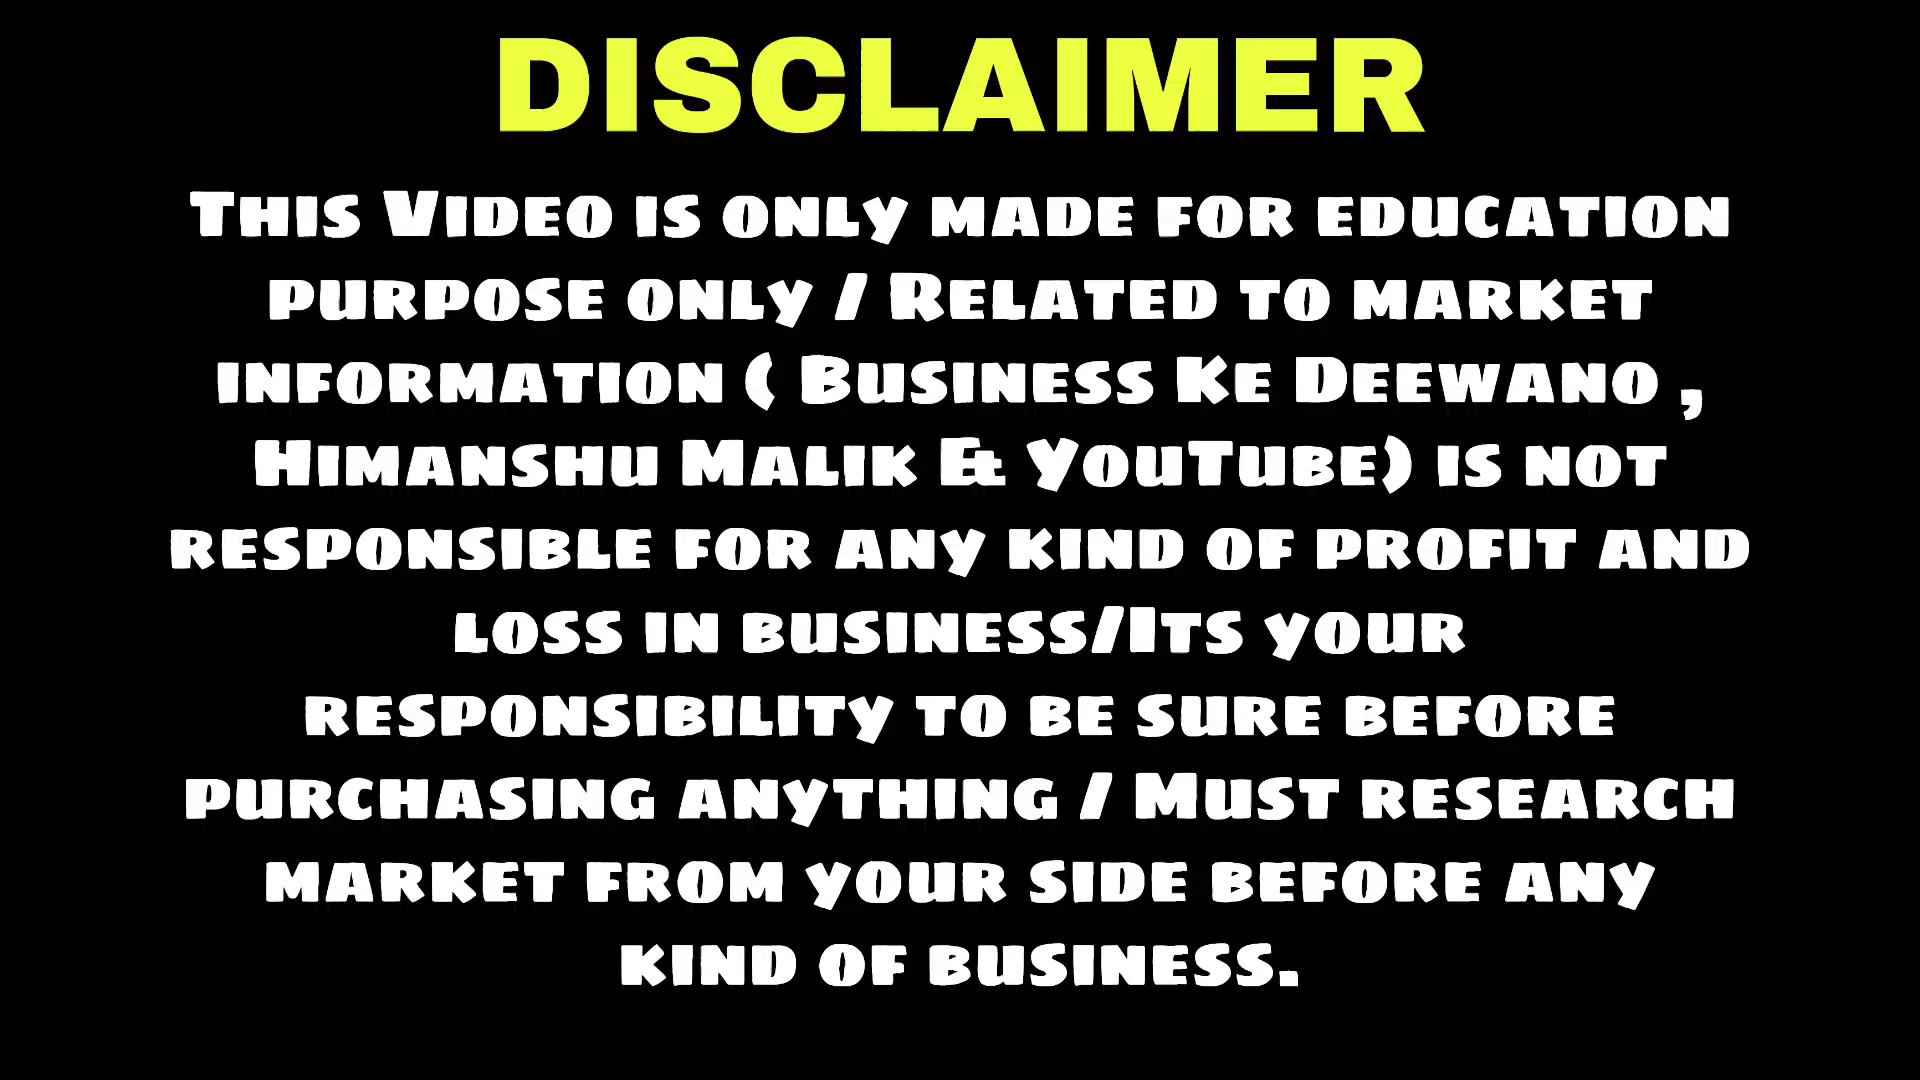 DISCLAIMER
This Video is only made for education
purpose only / Related to market
information ( Business Ke Deewano ,
Himanshu Malik & YouTube) is not
responsible for any kind of profit and
loss in business/Its your
responsibility to be sure before
purchasing anything / Must research
market from your side before any
kind of business.